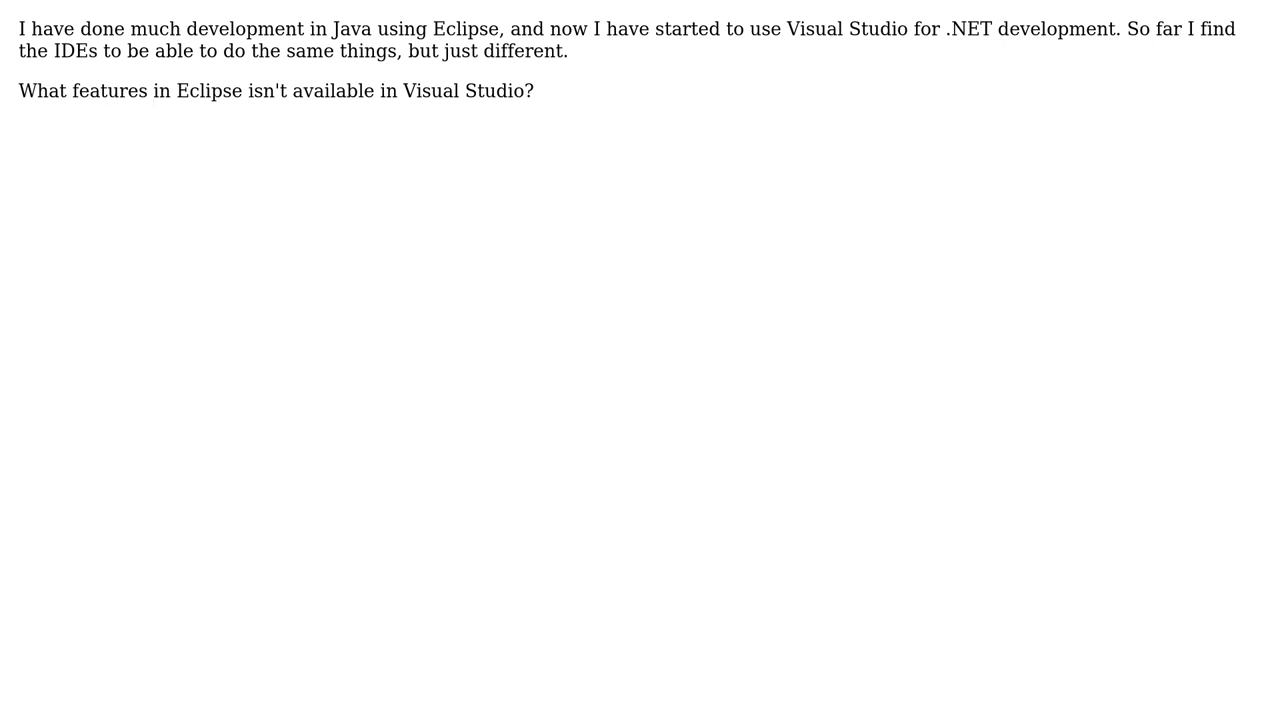 I have done much development in Java using Eclipse, and now I have started to use Visual Studio for .NET development. So far I find
the IDEs to be able to do the same things, but just different.
What features in Eclipse isn't available in Visual Studio?